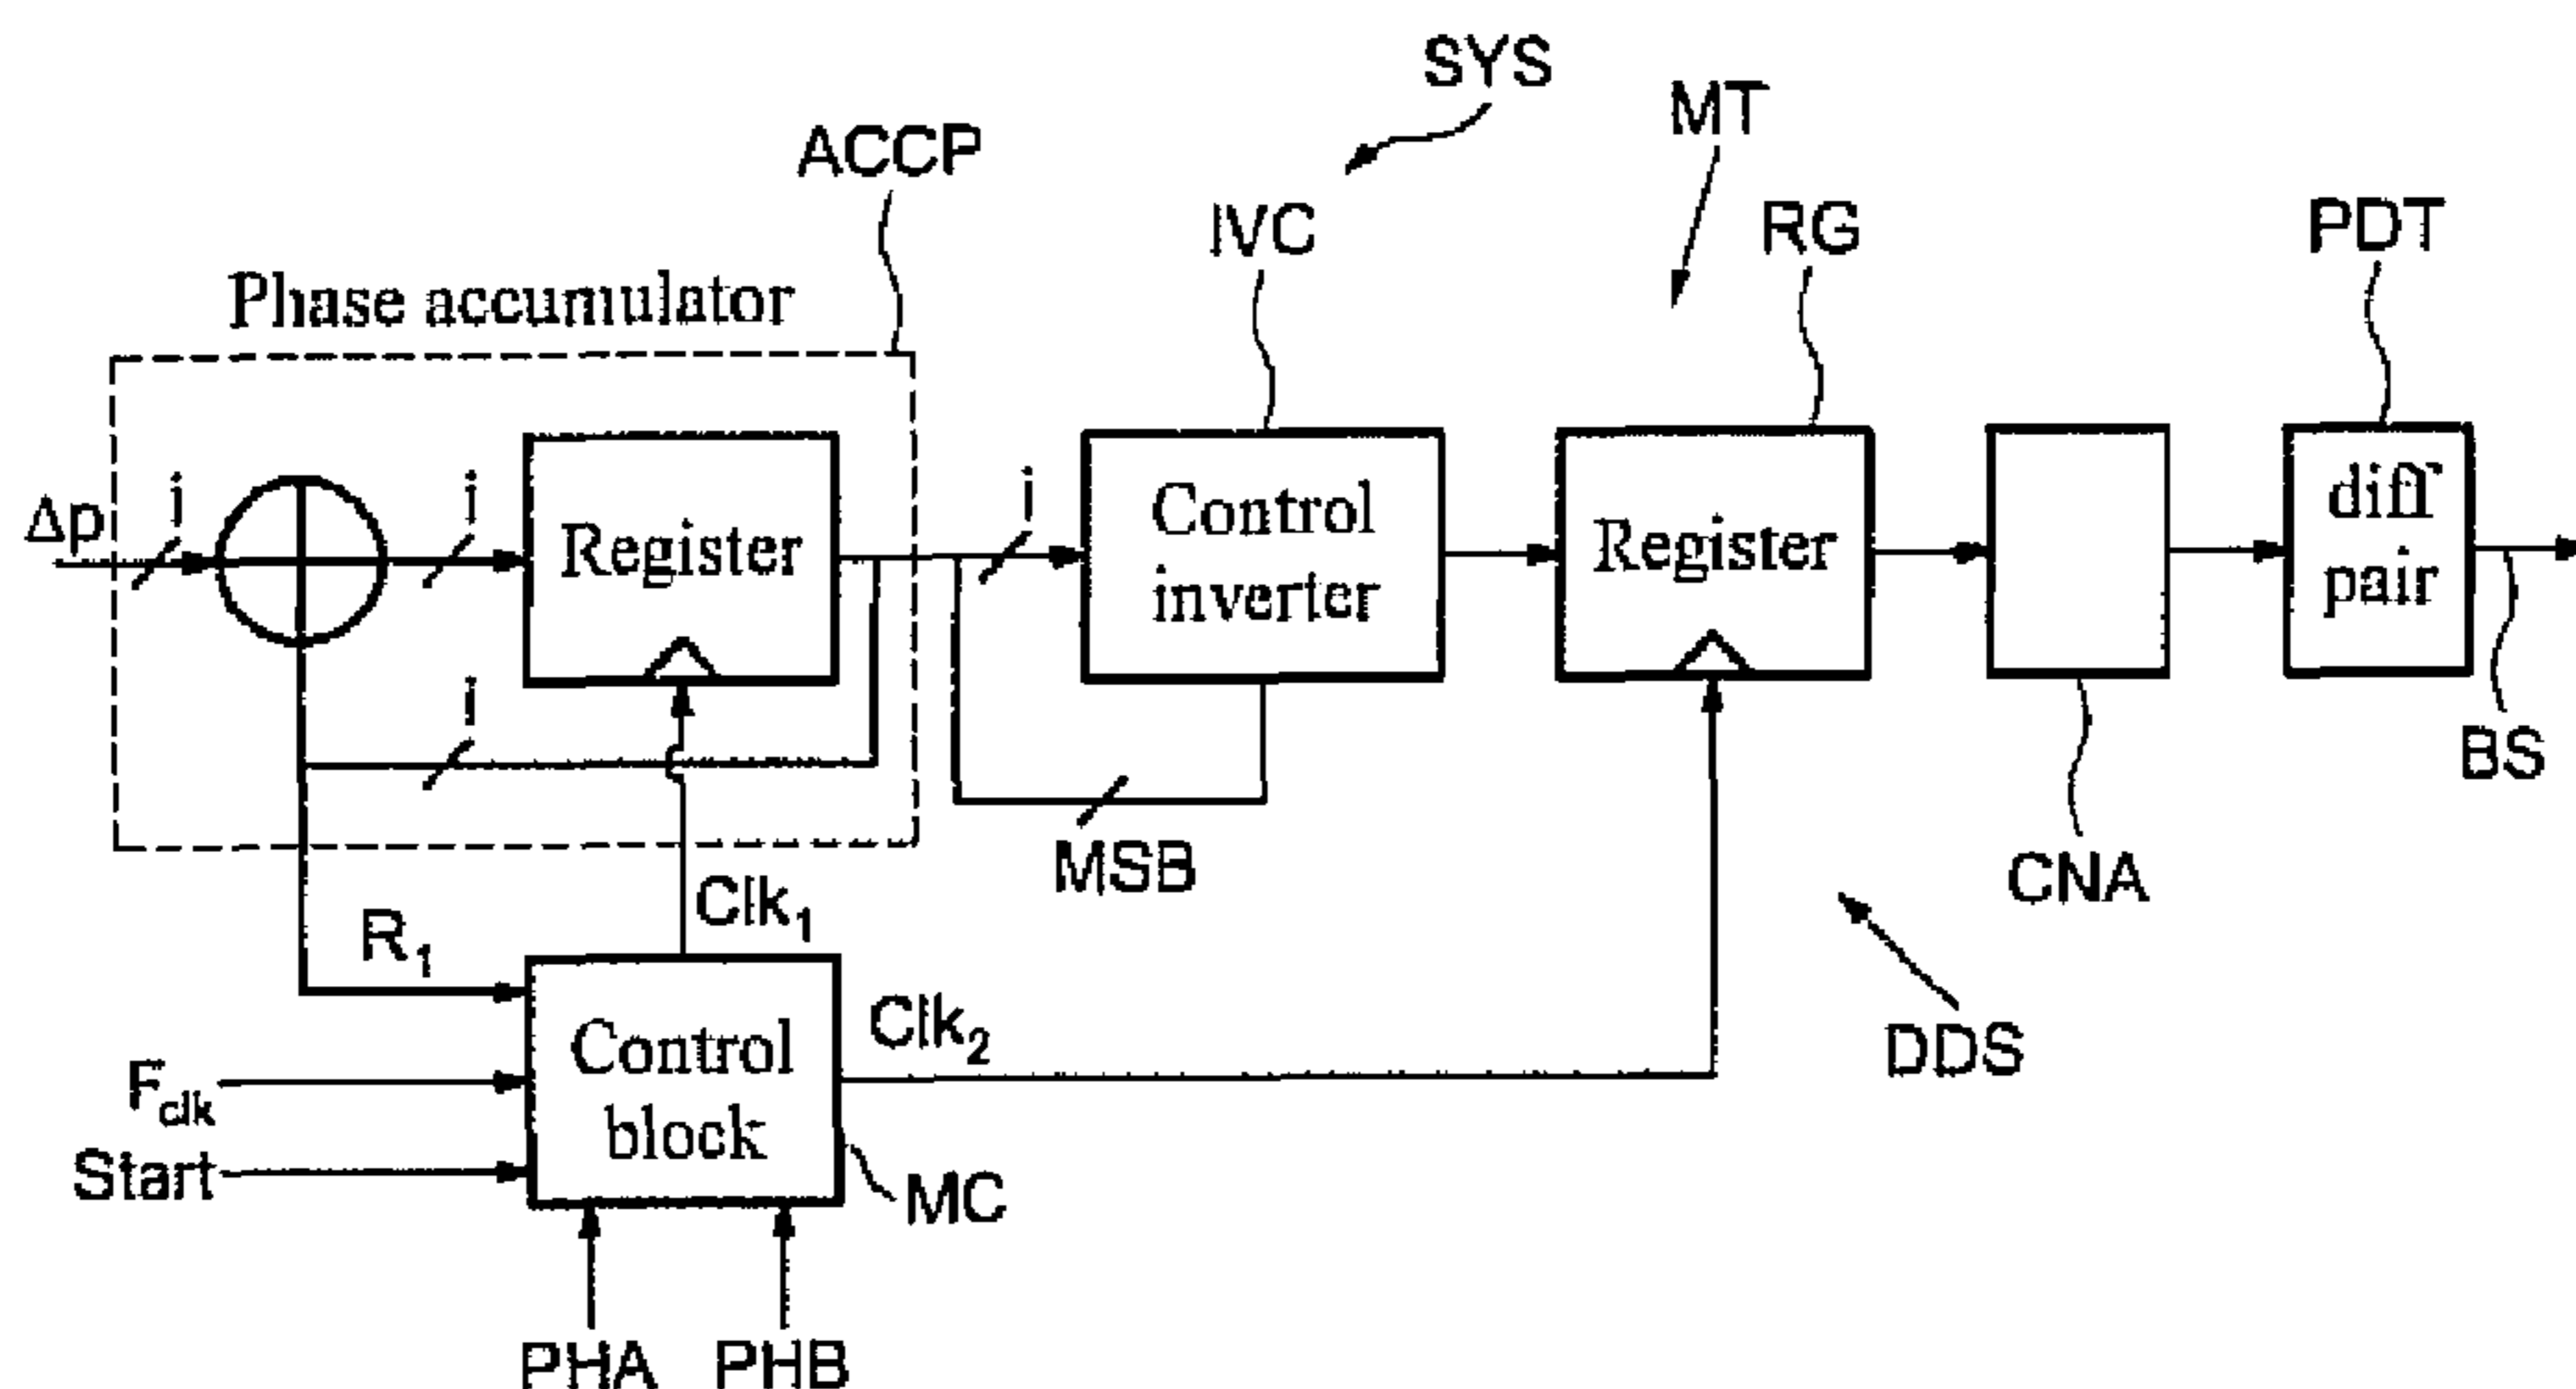 SYS
MT
ACCP
IVC
RG
PDT
Phase accumulator
Δp
j
j
Register
j
Control
inverter
Register
diff
pair
j
BS
MSB
CNA
Clk1
R1
Clk2
DDS
Control
block
Fclk
Start
MC
PHA
PHB